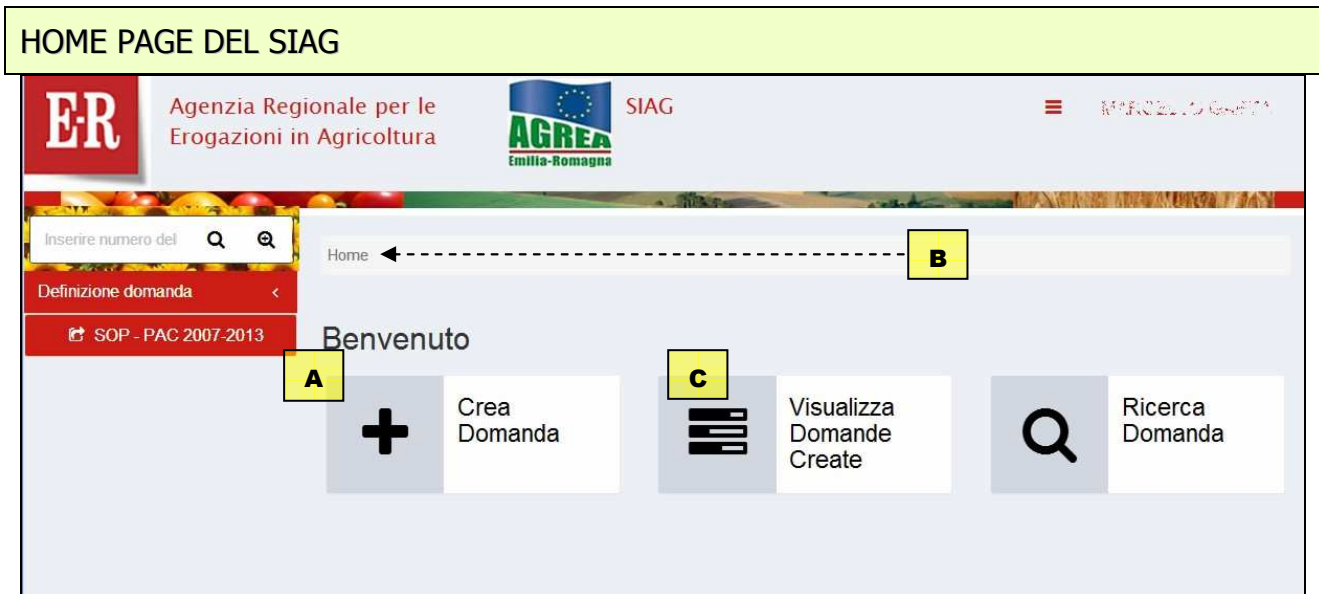 HOME PAGE DEL SIAG
E·R
Agenzia Regionale per le
Erogazioni in Agricoltura
AGREA
Emilia-Romagna
SIAG
Inserire numero del
Home
B
Definizione domanda
SOP - PAC 2007-2013
Benvenuto
A
C
Crea
Domanda
Visualizza
Domande
Create
Ricerca
Domanda